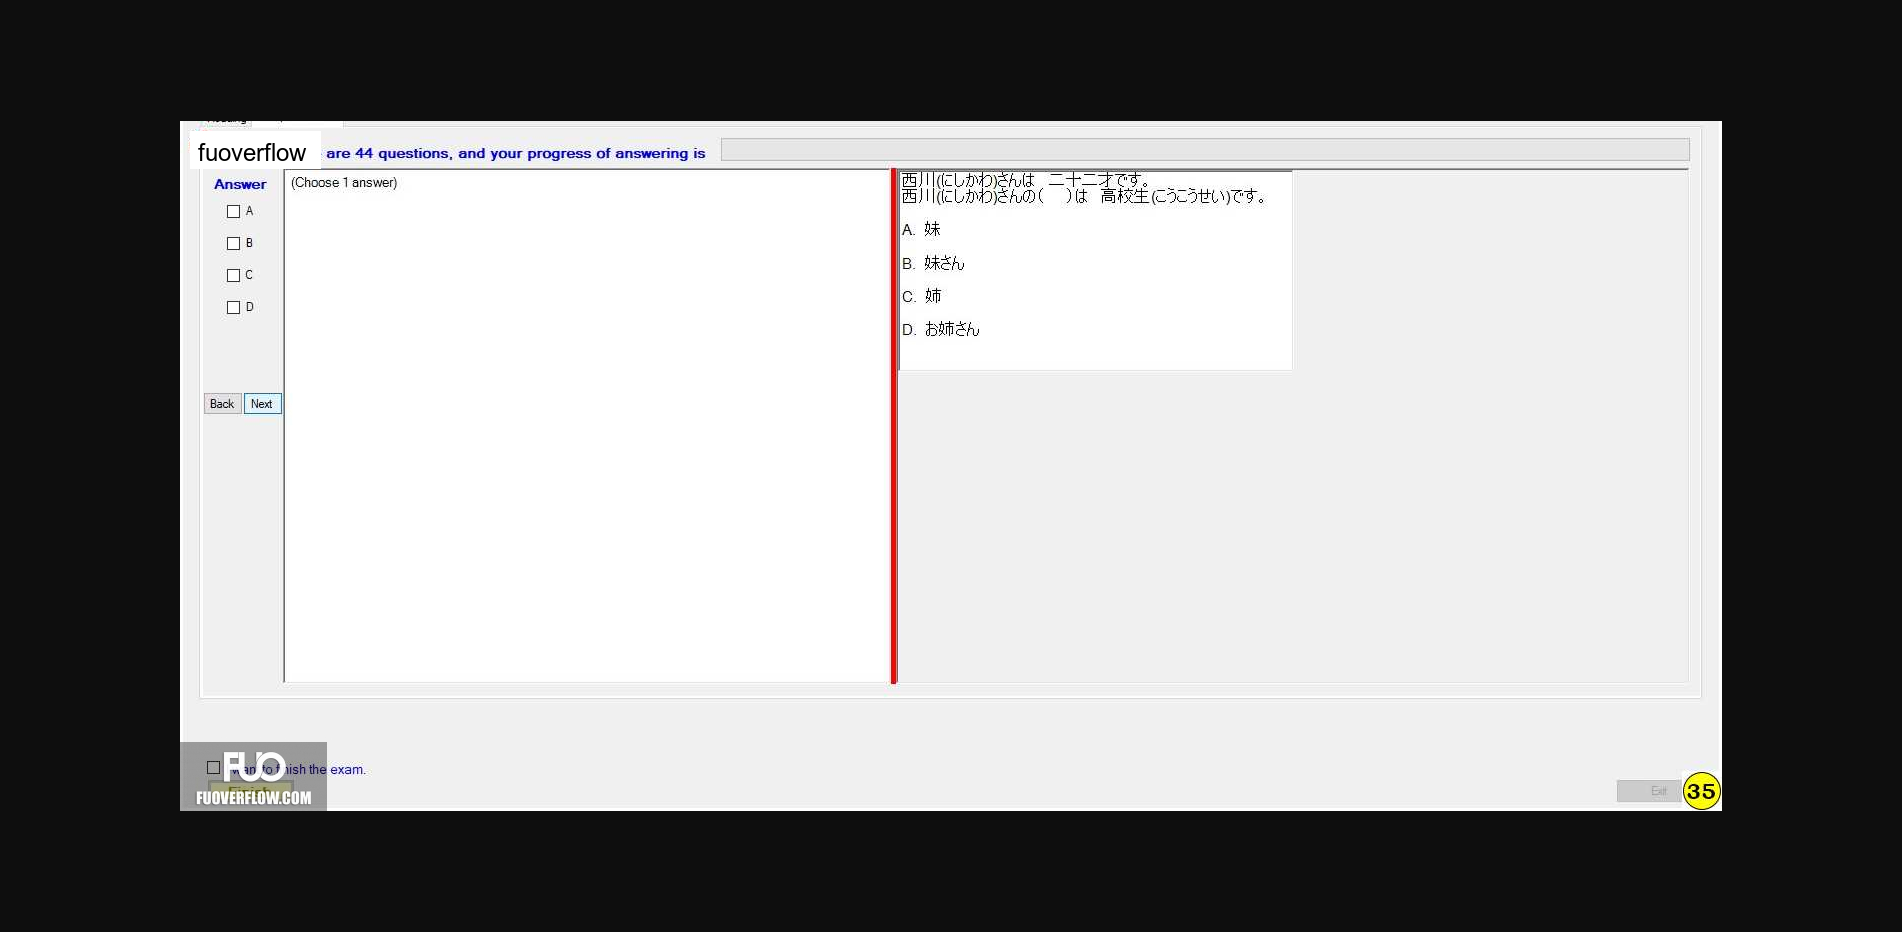 fuoverflow are 44 questions, and your progress of answering is
Answer
(Choose 1 answer)
A
B
C
D
Back Next
西川(にしかわ)さんは 二十二才です。
西川(にしかわ)さんの( )は 高校生(こうこうせい)です。
A. 妹
B. 妹さん
C. 姉
D. お姉さん
FUO
want to finish the exam.
Finish
FUOVERFLOW.COM
Exit
35